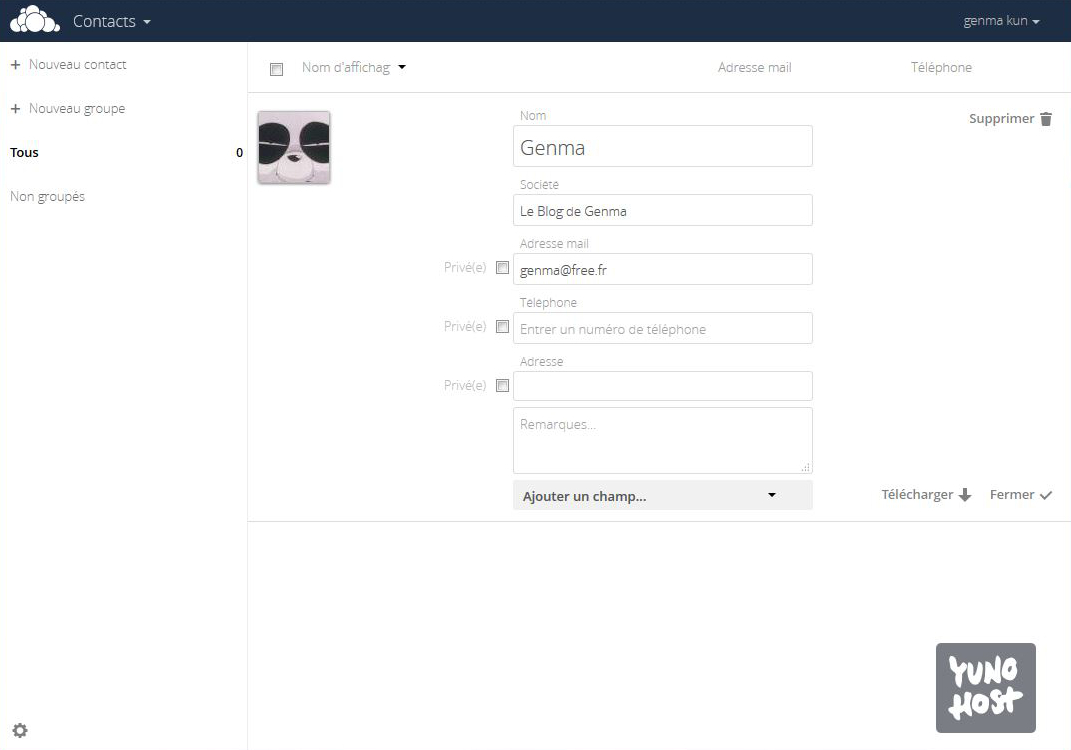 Contacts
genma kun
+ Nouveau contact
+ Nouveau groupe
Tous 0
Non groupés
Nom d'affichag
Adresse mail
Téléphone
Nom
Genma
Supprimer
Société
Le Blog de Genma
Adresse mail
Privé(e)
genma@free.fr
Téléphone
Privé(e)
Entrer un numéro de téléphone
Adresse
Privé(e)
Remarques...
Ajouter un champ...
Télécharger
Fermer
YUNO
HOST